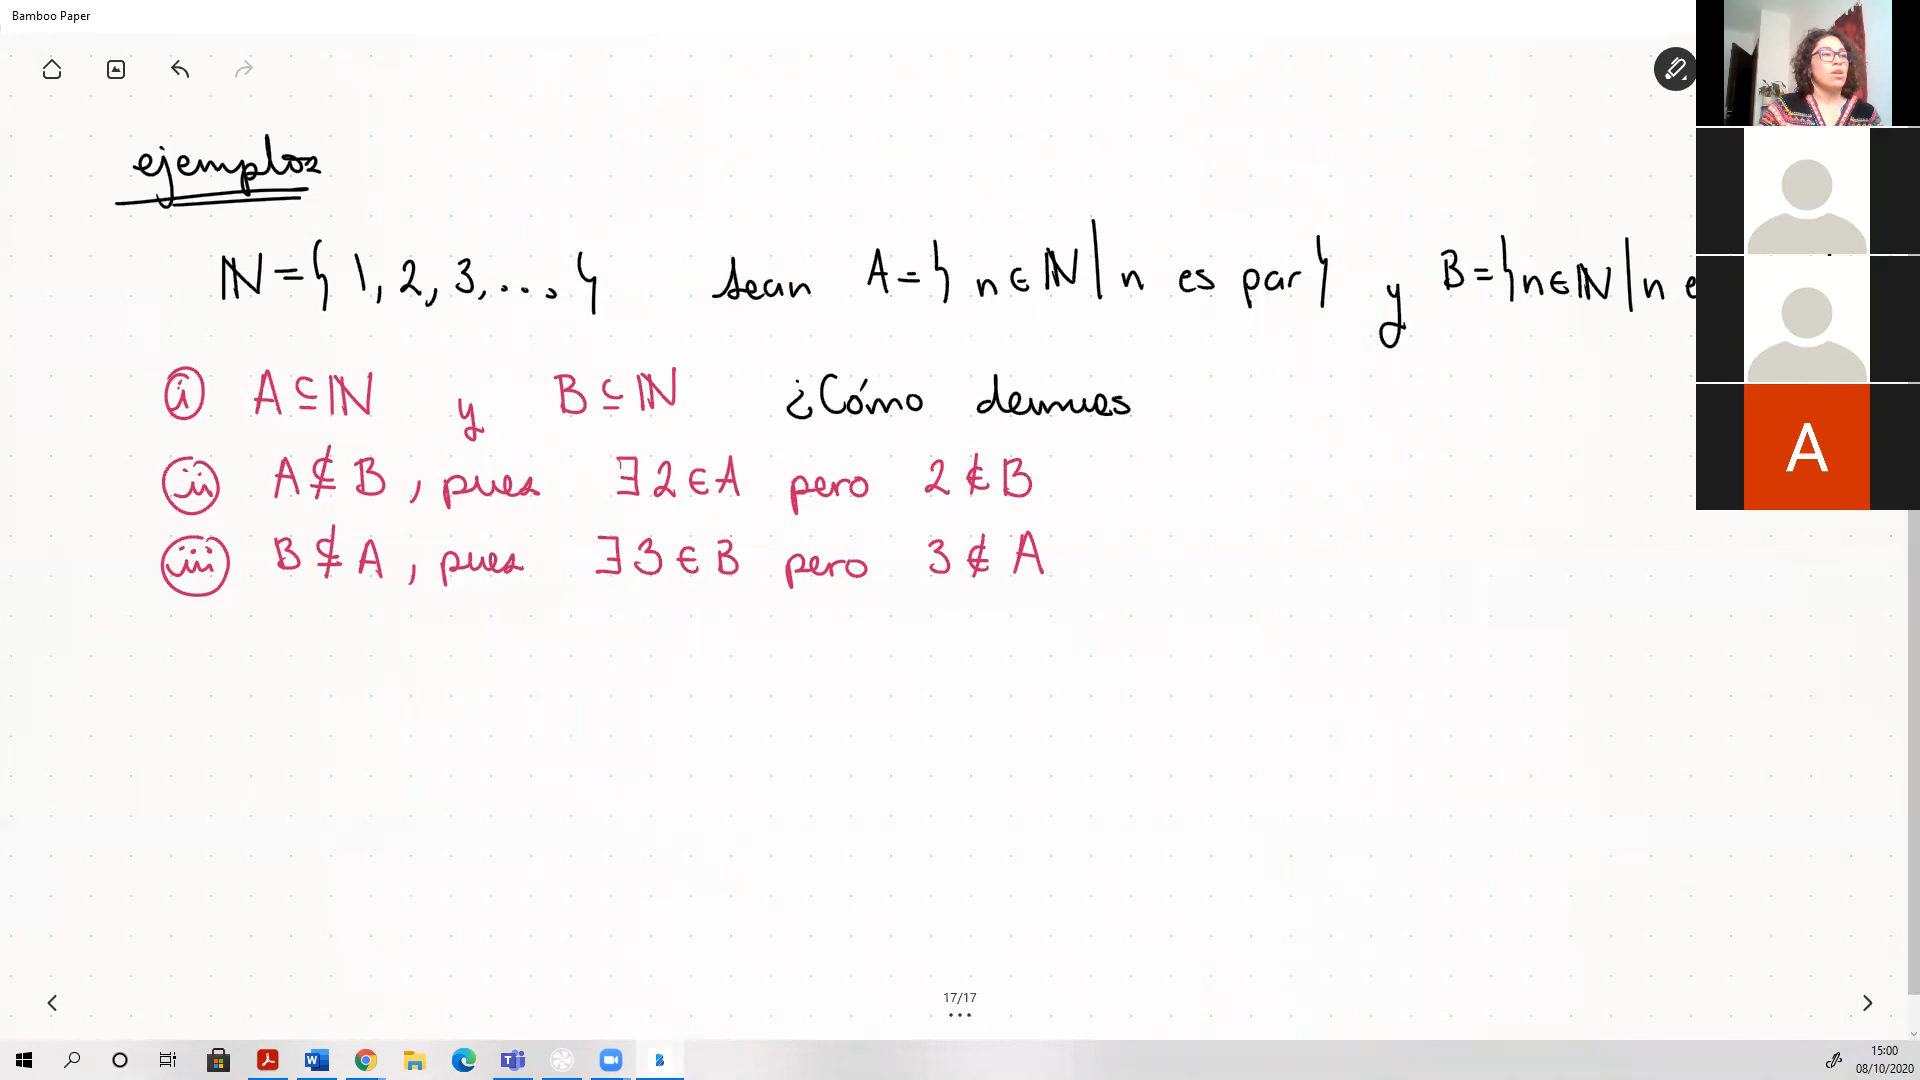 Bamboo Paper
ejemplos
ℕ = { 1, 2, 3, ... } sean A = { n ∈ ℕ | n es par } y B = { n ∈ ℕ | n e
i A ⊆ ℕ y B ⊆ ℕ ¿Cómo demues
ii A ⊈ B, pues ∃ 2 ∈ A pero 2 ∉ B
iii B ⊈ A, pues ∃ 3 ∈ B pero 3 ∉ A
A
17/17
15:00
08/10/2020